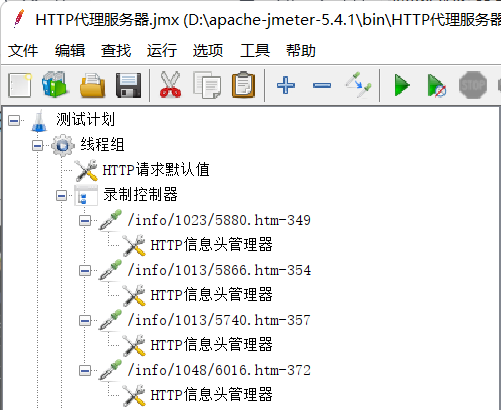 HTTP代理服务器.jmx (D:\apache-jmeter-5.4.1\bin\HTTP代理服务器
文件 编辑 查找 运行 选项 工具 帮助
STOP
测试计划
线程组
HTTP请求默认值
录制控制器
/info/1023/5880.htm-349
HTTP信息头管理器
/info/1013/5866.htm-354
HTTP信息头管理器
/info/1013/5740.htm-357
HTTP信息头管理器
/info/1048/6016.htm-372
HTTP信息头管理器